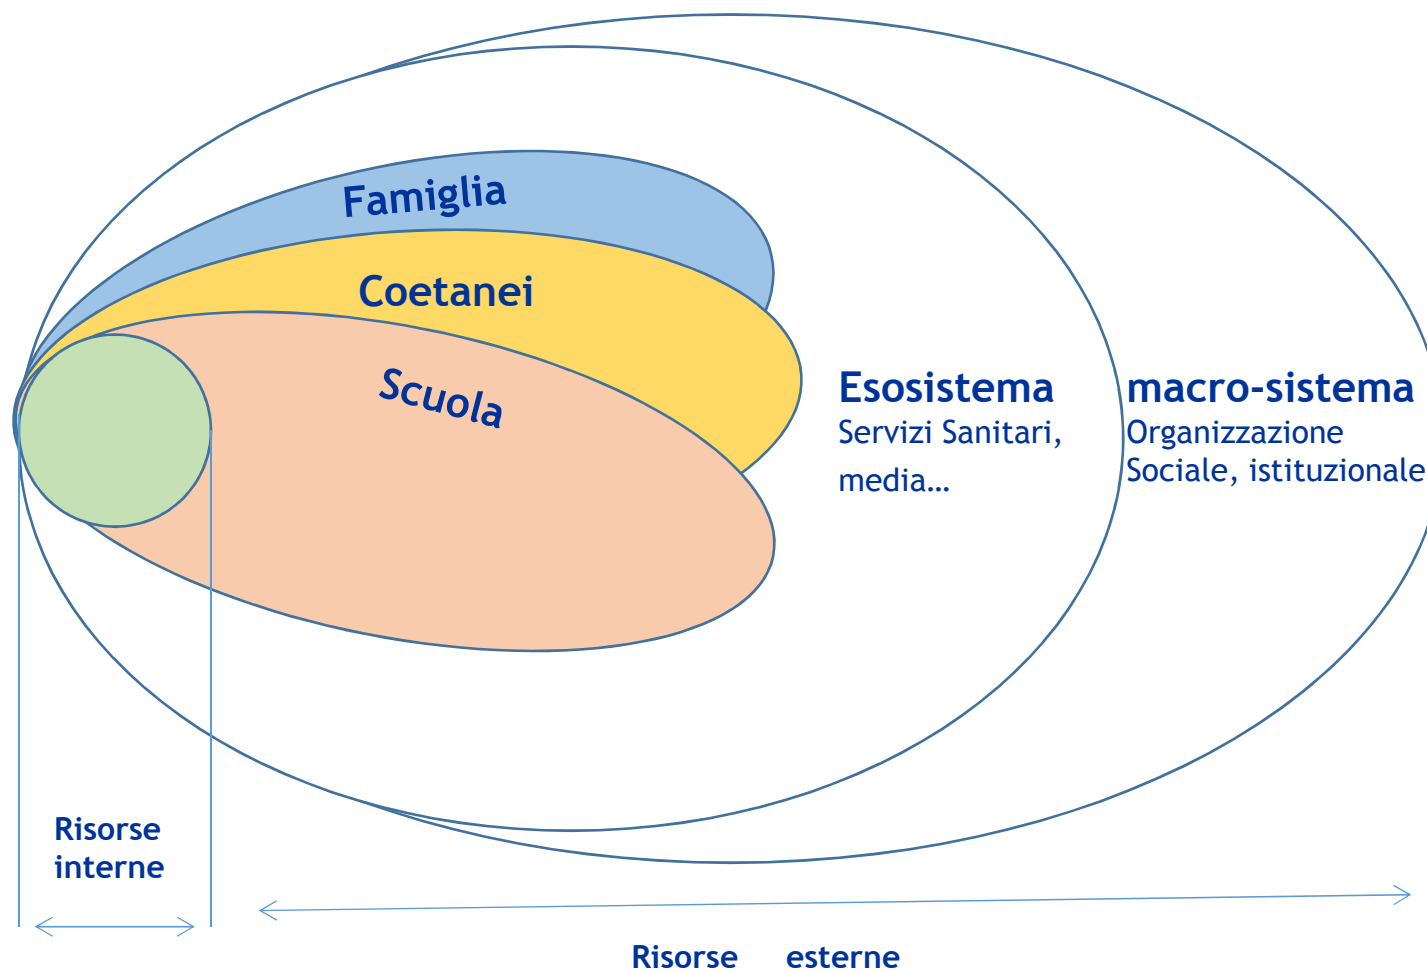 Famiglia
Coetanei
Scuola
Esosistema
Servizi Sanitari,
media…
macro-sistema
Organizzazione
Sociale, istituzionale
Risorse
interne
Risorse esterne